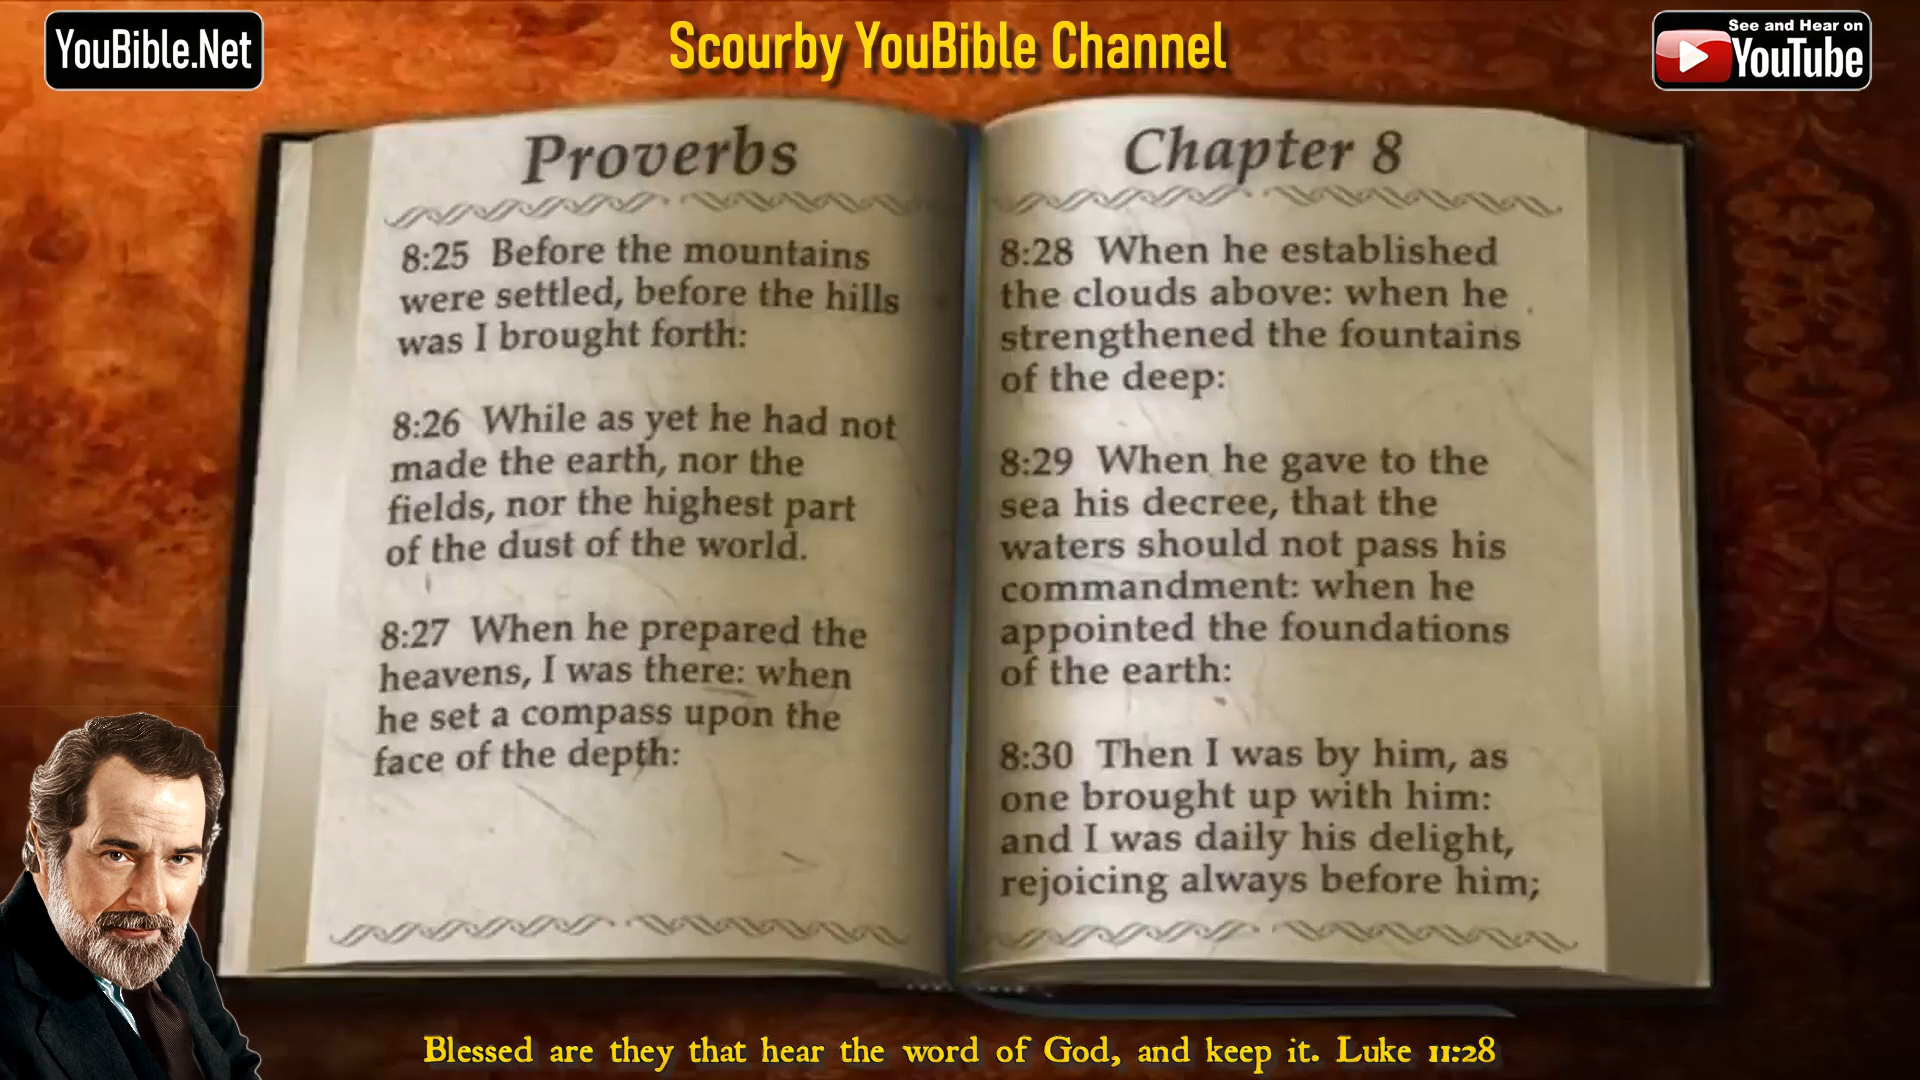 YouBible.Net
Scourby YouBible Channel
See and Hear on
YouTube
Proverbs
8:25 Before the mountains
were settled, before the hills
was I brought forth:
8:26 While as yet he had not
made the earth, nor the
fields, nor the highest part
of the dust of the world.
8:27 When he prepared the
heavens, I was there: when
he set a compass upon the
face of the depth:
Chapter 8
8:28 When he established
the clouds above: when he
strengthened the fountains
of the deep:
8:29 When he gave to the
sea his decree, that the
waters should not pass his
commandment: when he
appointed the foundations
of the earth:
8:30 Then I was by him, as
one brought up with him:
and I was daily his delight,
rejoicing always before him;
Blessed are they that hear the word of God, and keep it. Luke 11:28